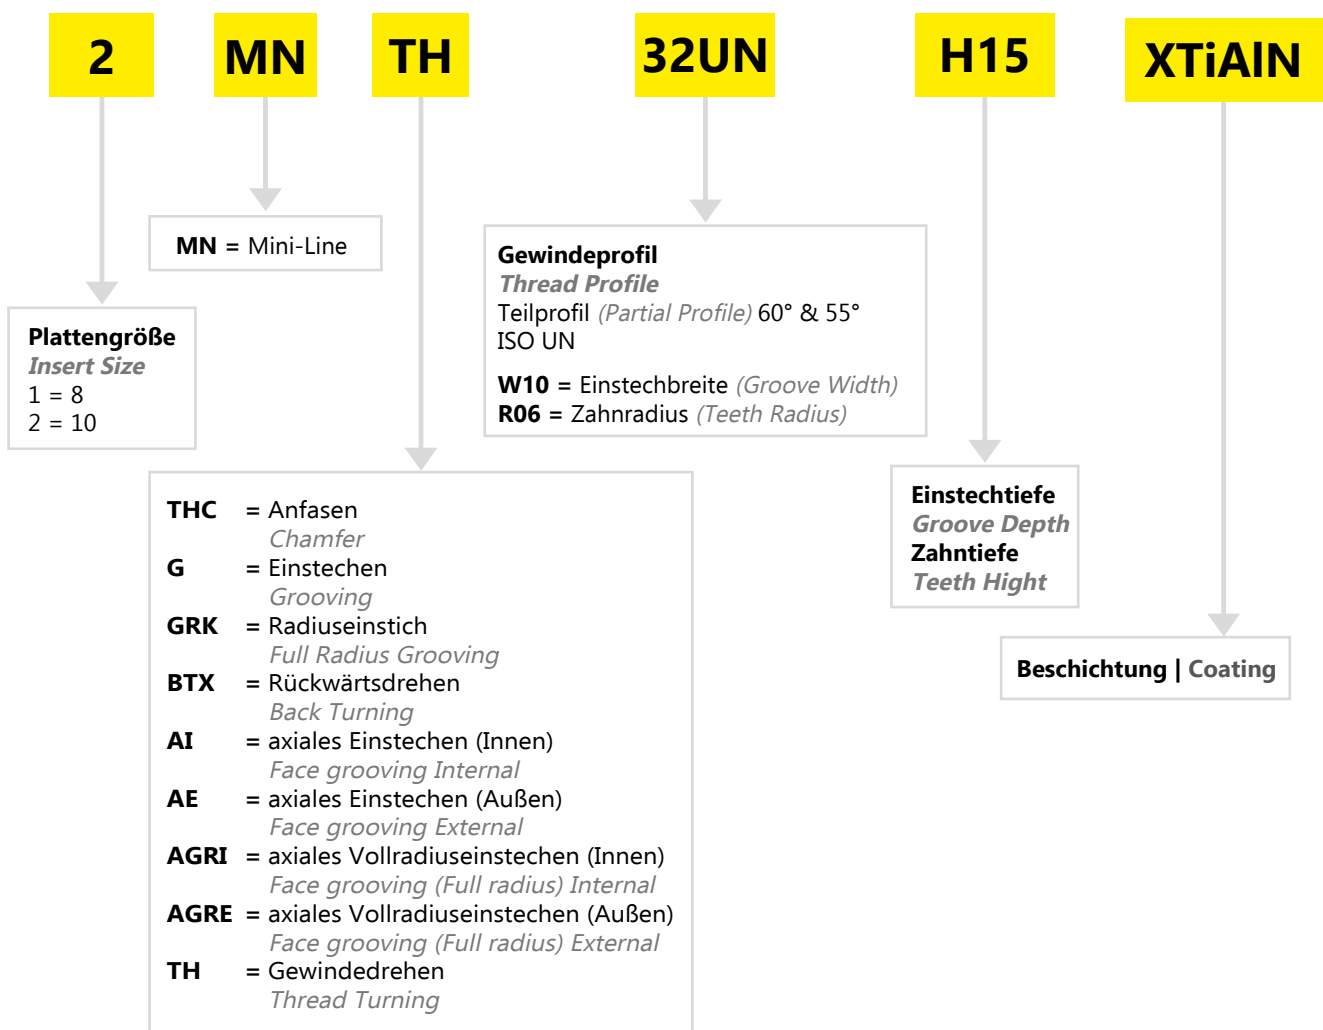 2 MN TH 32UN H15 XTiAlN
MN = Mini-Line
Plattengröße
Insert Size
1 = 8
2 = 10
Gewindeprofil
Thread Profile
Teilprofil (Partial Profile) 60° & 55°
ISO UN
W10 = Einstechbreite (Groove Width)
R06 = Zahnradius (Teeth Radius)
THC = Anfasen
Chamfer
G = Einstechen
Grooving
GRK = Radiuseinstich
Full Radius Grooving
BTX = Rückwärtsdrehen
Back Turning
AI = axiales Einstechen (Innen)
Face grooving Internal
AE = axiales Einstechen (Außen)
Face grooving External
AGRI = axiales Vollradiuseinstechen (Innen)
Face grooving (Full radius) Internal
AGRE = axiales Vollradiuseinstechen (Außen)
Face grooving (Full radius) External
TH = Gewindedrehen
Thread Turning
Einstechtiefe
Groove Depth
Zahntiefe
Teeth Hight
Beschichtung | Coating